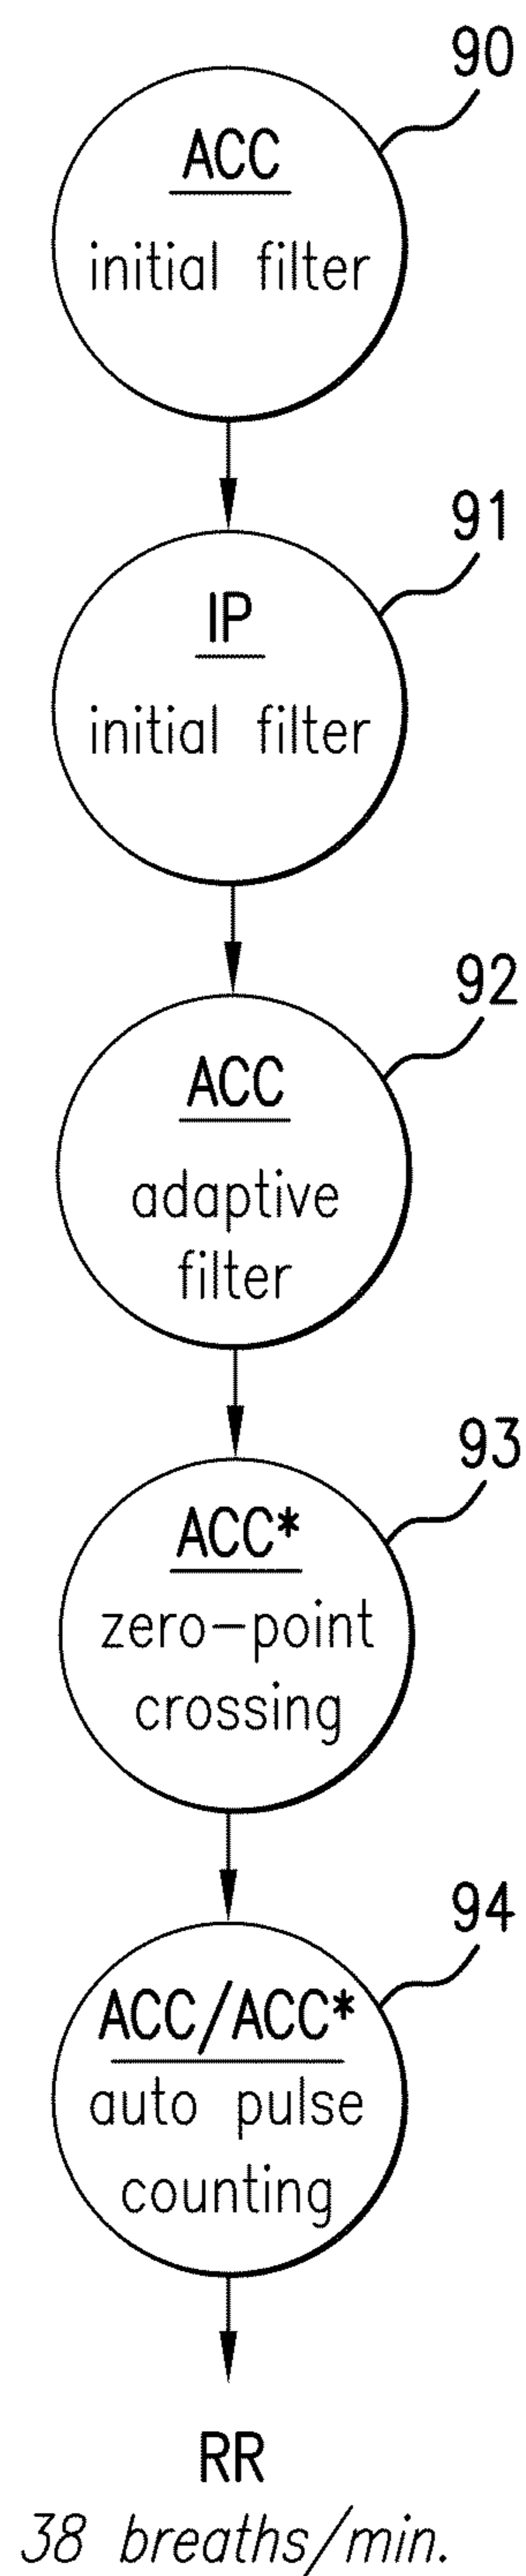 90
ACC
initial filter
91
IP
initial filter
92
ACC
adaptive
filter
93
ACC*
zero-point
crossing
94
ACC/ACC*
auto pulse
counting
RR
38 breaths/min.